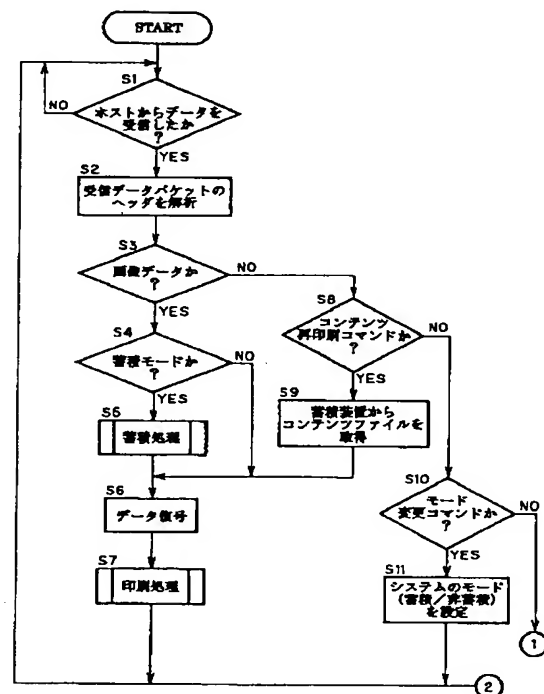 START
S1
NO
ホストからデータを
受信したか
?
YES
S2
受信データパケットの
ヘッダを解析
S3
画像データか
?
NO
YES
S4
蓄積モードか
?
NO
YES
S5
蓄積処理
S6
データ復号
S7
印刷処理
S8
コンテンツ
再印刷コマンドか
?
NO
YES
S9
蓄積装置から
コンテンツファイルを
取得
S10
モード
変更コマンドか
?
NO
YES
S11
システムのモード
(蓄積/非蓄積)
を設定
1
2